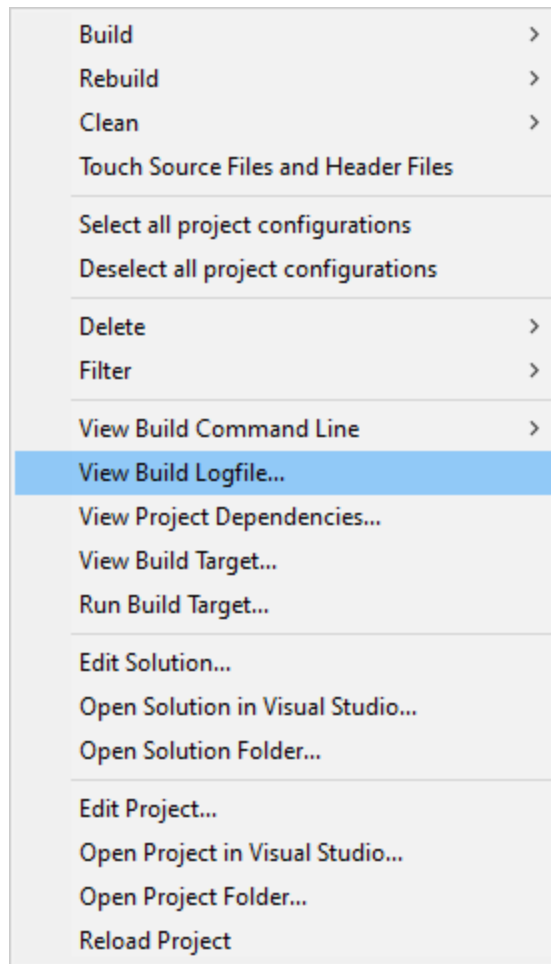 Build
Rebuild
Clean
Touch Source Files and Header Files
Select all project configurations
Deselect all project configurations
Delete
Filter
View Build Command Line
View Build Logfile...
View Project Dependencies...
View Build Target...
Run Build Target...
Edit Solution...
Open Solution in Visual Studio...
Open Solution Folder...
Edit Project...
Open Project in Visual Studio...
Open Project Folder...
Reload Project